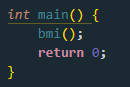 int main() {
    bmi();
    return 0;
}